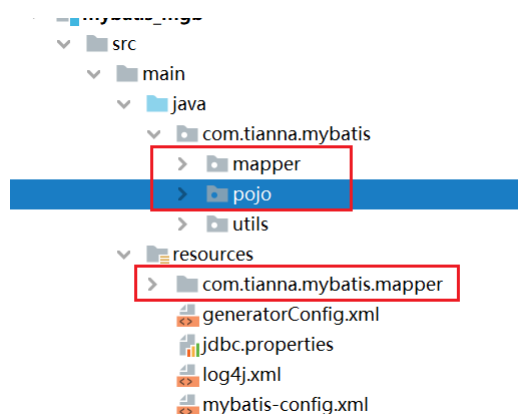 mybatis_mgb
src
main
java
com.tianna.mybatis
mapper
pojo
utils
resources
com.tianna.mybatis.mapper
generatorConfig.xml
jdbc.properties
log4j.xml
mybatis-config.xml